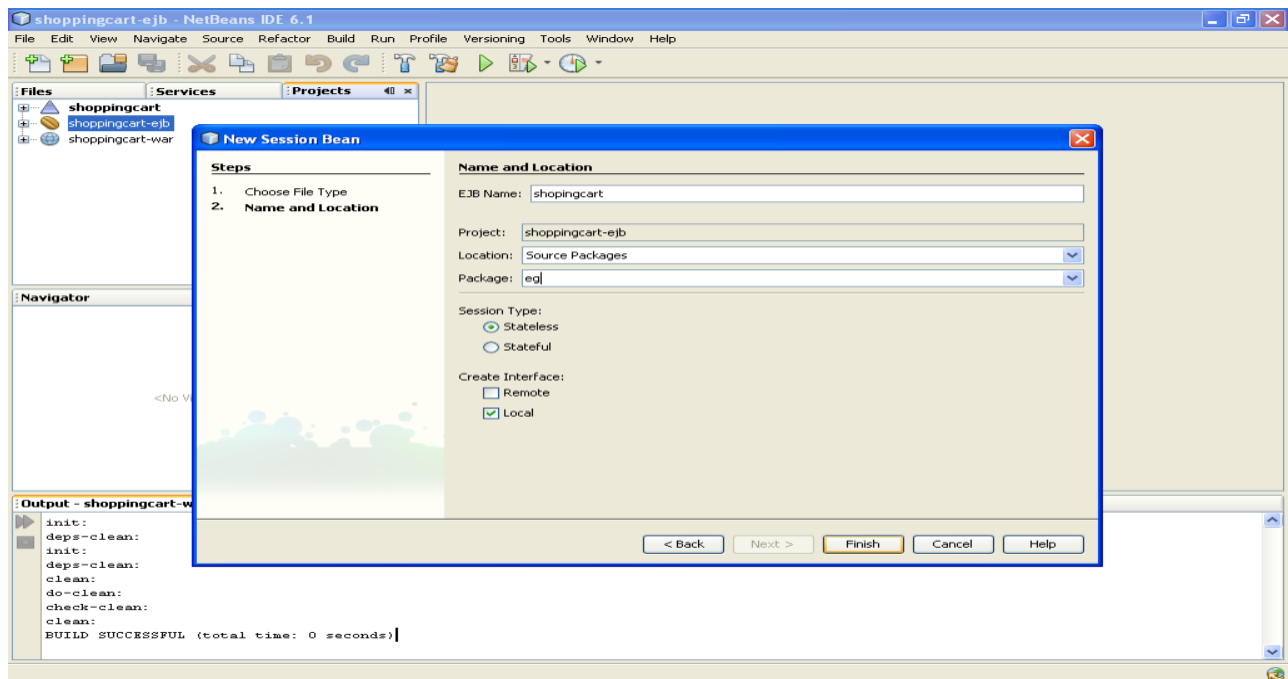 shoppingcart-ejb - NetBeans IDE 6.1
File Edit View Navigate Source Refactor Build Run Profile Versioning Tools Window Help
Files Services Projects
shoppingcart
shoppingcart-ejb
shoppingcart-war
New Session Bean
Steps
1. Choose File Type
2. Name and Location
Name and Location
EJB Name: shopingcart
Project: shoppingcart-ejb
Location: Source Packages
Package: eg
Session Type:
Stateless
Stateful
Create Interface:
Remote
Local
Navigator
<No Vi
< Back Next > Finish Cancel Help
Output - shoppingcart-w
init:
deps-clean:
init:
deps-clean:
clean:
do-clean:
check-clean:
clean:
BUILD SUCCESSFUL (total time: 0 seconds)